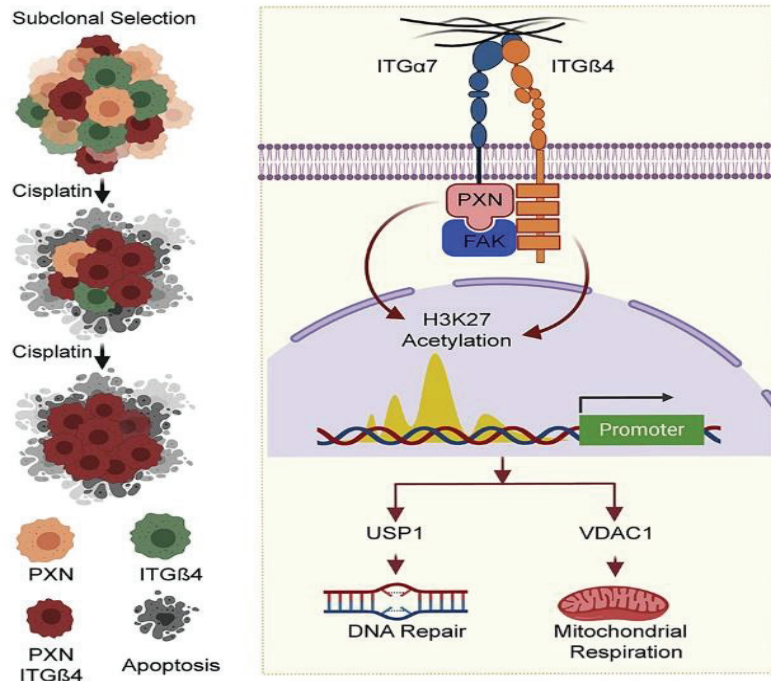 Subclonal Selection
Cisplatin
Cisplatin
PXN
ITGß4
PXN
ITGß4
Apoptosis
ITGα7
ITGß4
PXN
FAK
H3K27
Acetylation
Promoter
USP1
VDAC1
DNA Repair
Mitochondrial
Respiration